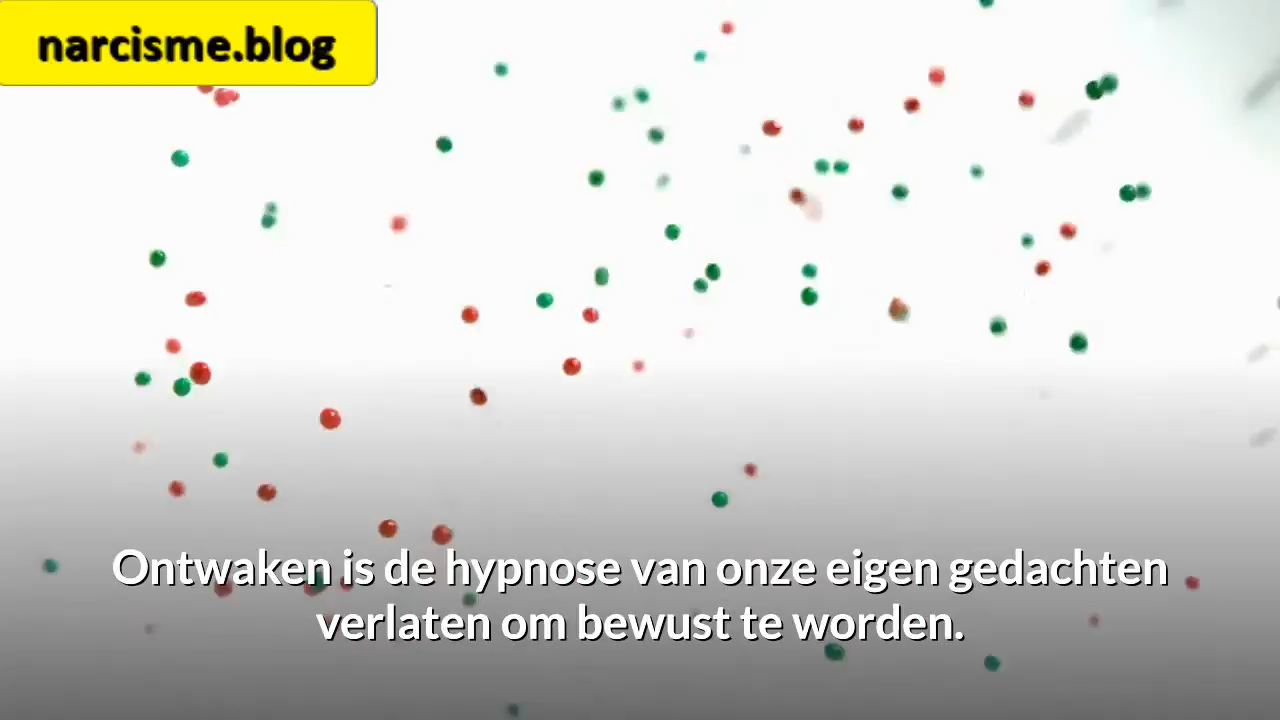 narcisme.blog
Ontwaken is de hypnose van onze eigen gedachten
verlaten om bewust te worden.